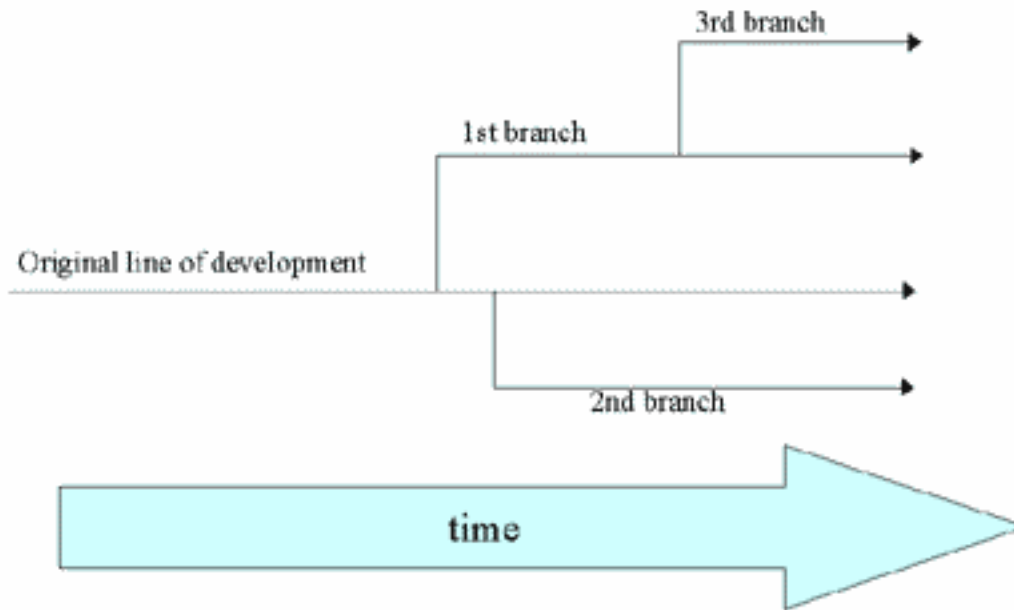 3rd branch
1st branch
Original line of development
2nd branch
time